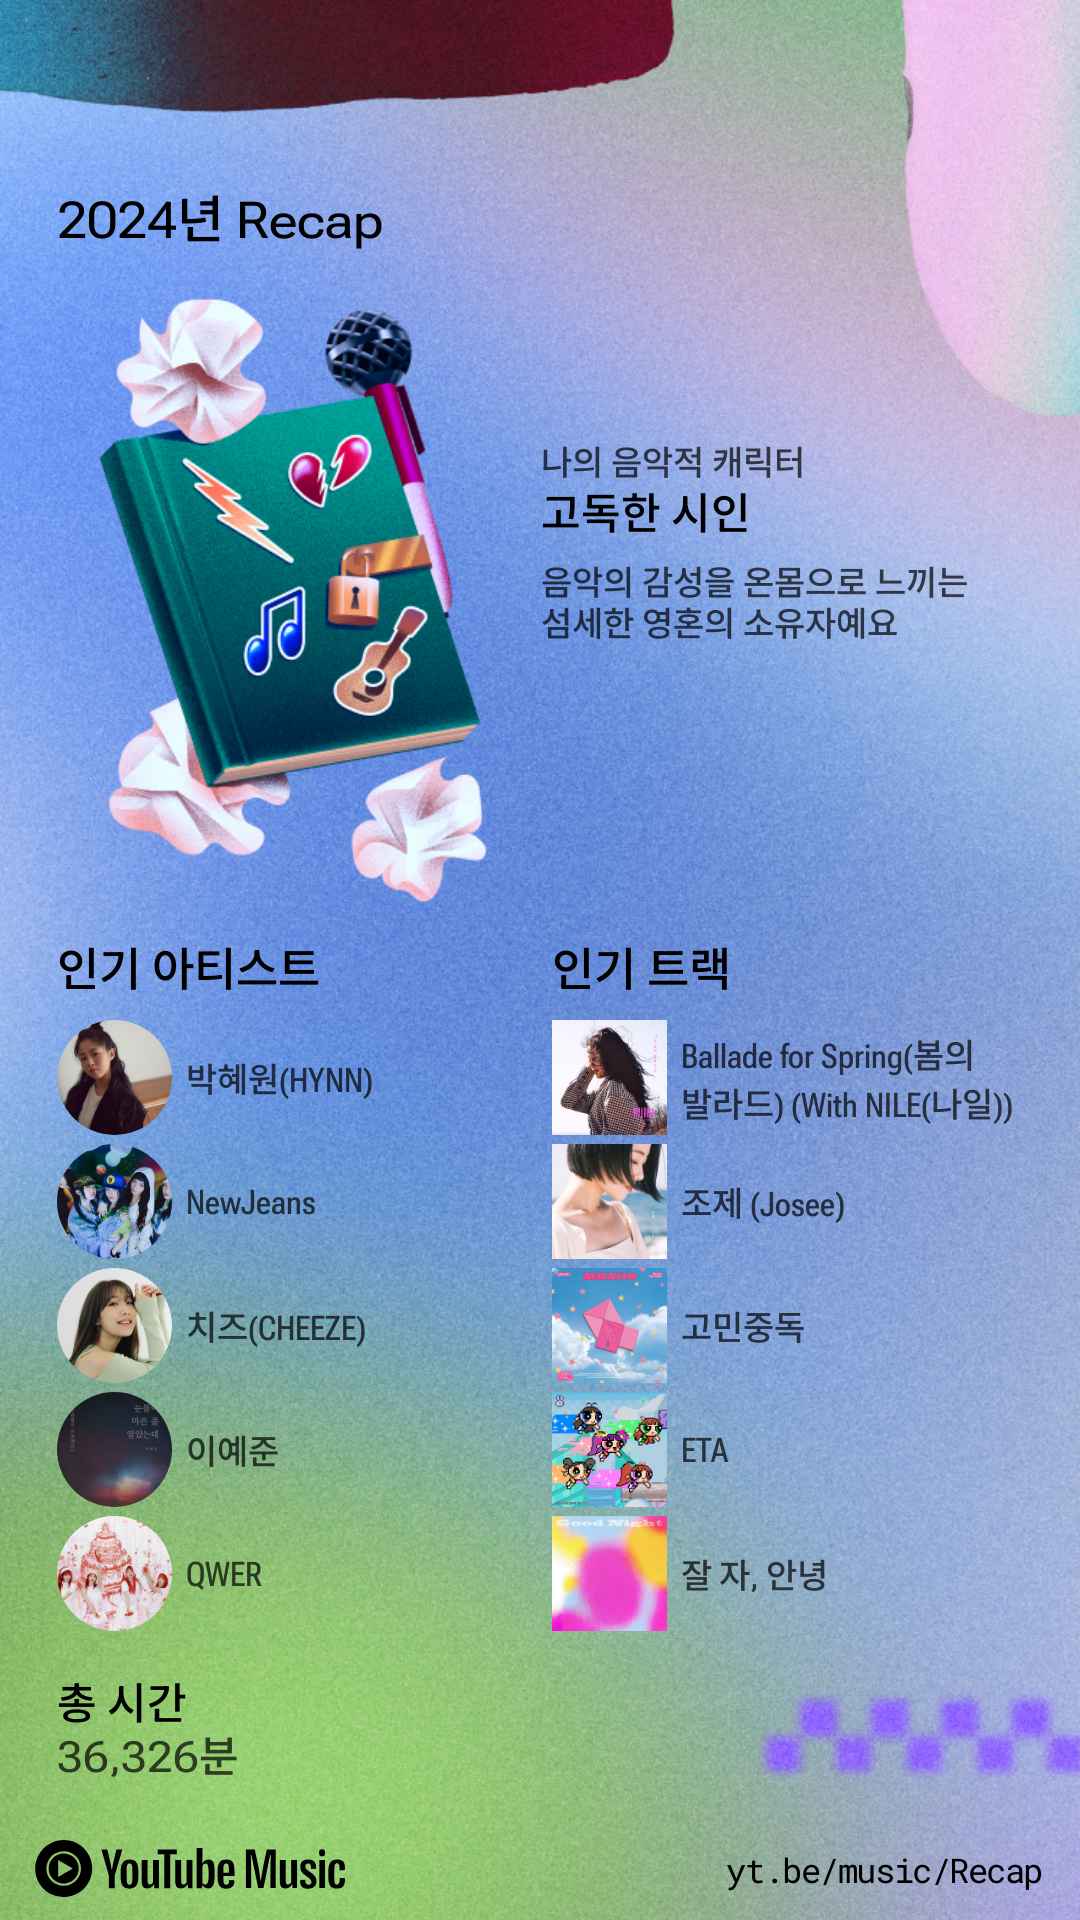 2024년 Recap
나의 음악적 캐릭터
고독한 시인
음악의 감성을 온몸으로 느끼는
섬세한 영혼의 소유자예요
인기 아티스트
박혜원(HYNN)
NewJeans
치즈(CHEEZE)
이예준
QWER
인기 트랙
Ballade for Spring(봄의
발라드) (With NILE(나일))
조제 (Josee)
고민중독
ETA
Good Night
잘 자, 안녕
총 시간
36,326분
YouTube Music
yt.be/music/Recap